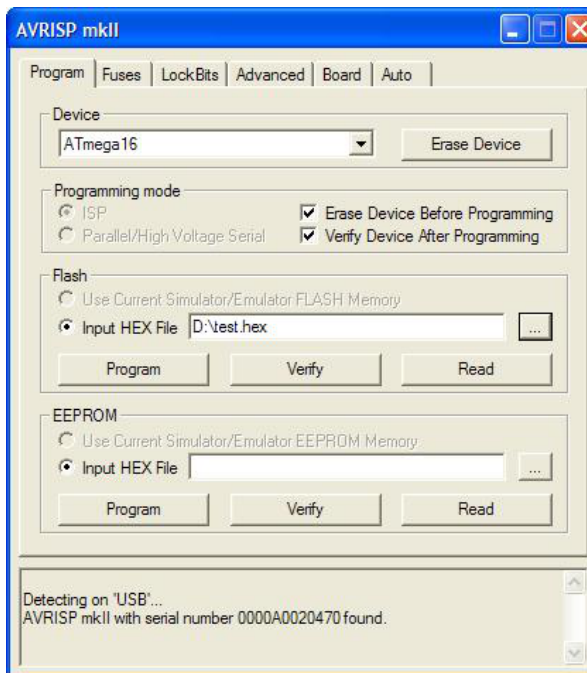 AVRISP mkII
Program Fuses LockBits Advanced Board Auto
Device
ATmega16 Erase Device
Programming mode
ISP Erase Device Before Programming
Parallel/High Voltage Serial Verify Device After Programming
Flash
Use Current Simulator/Emulator FLASH Memory
Input HEX File D:\test.hex ...
Program Verify Read
EEPROM
Use Current Simulator/Emulator EEPROM Memory
Input HEX File ...
Program Verify Read
Detecting on 'USB'...
AVRISP mkII with serial number 0000A0020470 found.